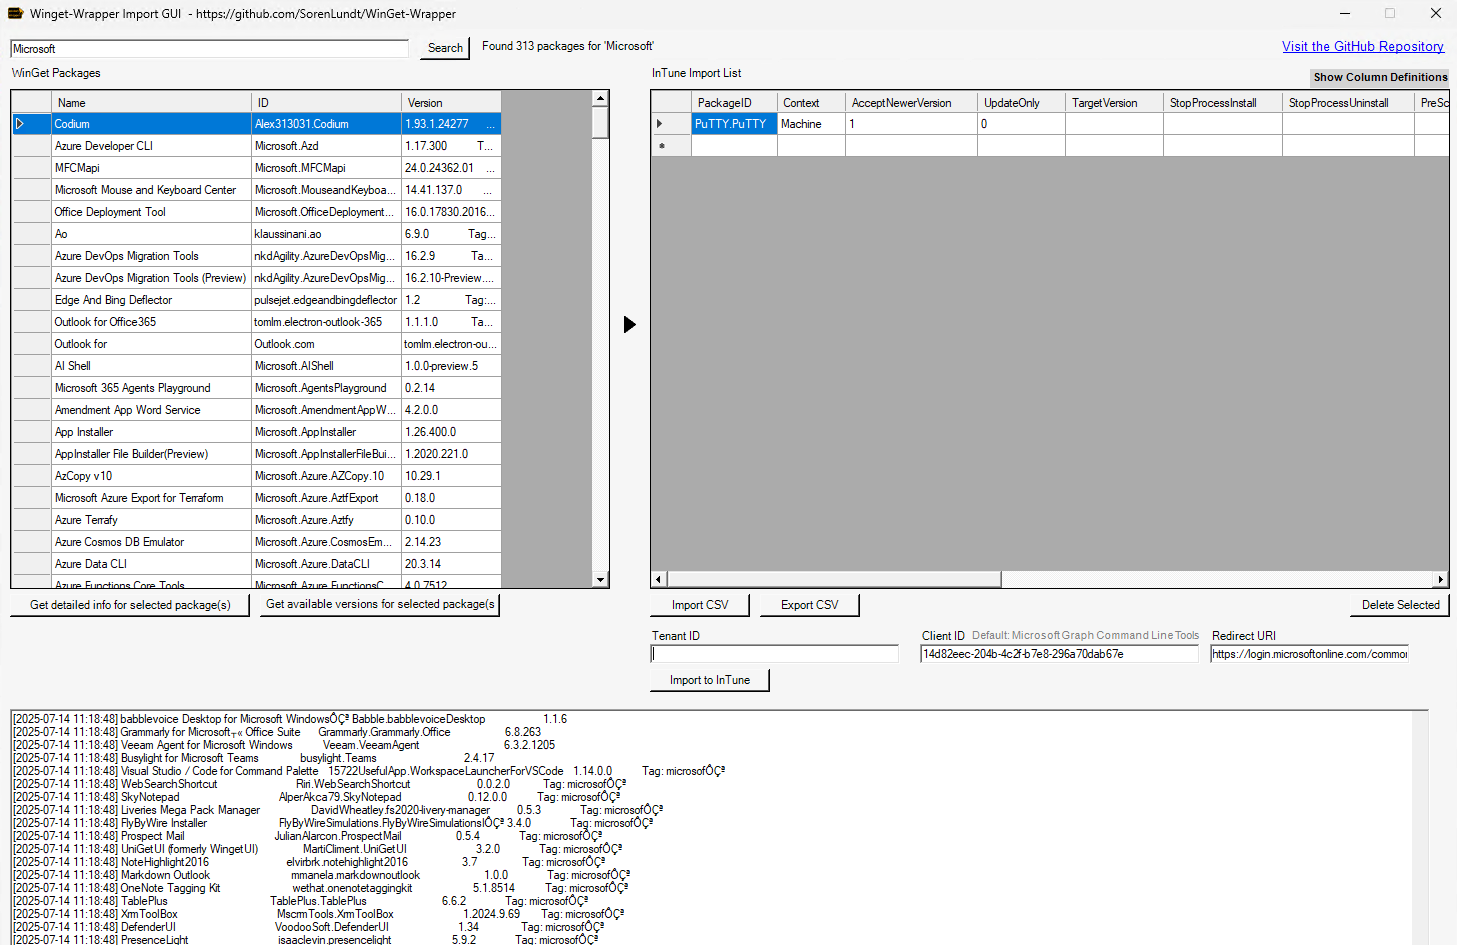 Winget-Wrapper Import GUI - https://github.com/SorenLundt/WinGet-Wrapper
Microsoft Search Found 313 packages for 'Microsoft' Visit the GitHub Repository
WinGet Packages InTune Import List Show Column Definitions
Name ID Version
Codium Alex313031.Codium 1.93.1.24277 ...
Azure Developer CLI Microsoft.Azd 1.17.300 T...
MFCMapi Microsoft.MFCMapi 24.0.24362.01 ...
Microsoft Mouse and Keyboard Center Microsoft.MouseandKeyboa... 14.41.137.0 ...
Office Deployment Tool Microsoft.OfficeDeployment... 16.0.17830.2016...
Ao klaussinani.ao 6.9.0 Tag...
Azure DevOps Migration Tools nkdAgility.AzureDevOpsMig... 16.2.9 Ta...
Azure DevOps Migration Tools (Preview) nkdAgility.AzureDevOpsMig... 16.2.10-Preview....
Edge And Bing Deflector pulsejet.edgeandbingdeflector 1.2 Tag:...
Outlook for Office365 tomlm.electron-outlook-365 1.1.1.0 Ta...
Outlook for Outlook.com tomlm.electron-ou...
AI Shell Microsoft.AIShell 1.0.0-preview.5
Microsoft 365 Agents Playground Microsoft.AgentsPlayground 0.2.14
Amendment App Word Service Microsoft.AmendmentAppW... 4.2.0.0
App Installer Microsoft.AppInstaller 1.26.400.0
AppInstaller File Builder(Preview) Microsoft.AppInstallerFileBui... 1.2020.221.0
AzCopy v10 Microsoft.Azure.AZCopy.10 10.29.1
Microsoft Azure Export for Terraform Microsoft.Azure.AztfExport 0.18.0
Azure Terrafy Microsoft.Azure.Aztfy 0.10.0
Azure Cosmos DB Emulator Microsoft.Azure.CosmosEm... 2.14.23
Azure Data CLI Microsoft.Azure.DataCLI 20.3.14
Azure Functions Core Tools Microsoft.Azure.FunctionsC... 4.0.7512
PackageID Context AcceptNewerVersion UpdateOnly TargetVersion StopProcessInstall StopProcessUninstall PreSc
PuTTY.PuTTY Machine 1 0
Get detailed info for selected package(s) Get available versions for selected package(s Import CSV Export CSV Delete Selected
Tenant ID Client ID Default: Microsoft Graph Command Line Tools Redirect URI
14d82eec-204b-4c2f-b7e8-296a70dab67e https://login.microsoftonline.com/common
Import to InTune
[2025-07-14 11:18:48] babblevoice Desktop for Microsoft WindowsÔÇª Babble.babblevoiceDesktop 1.1.6
[2025-07-14 11:18:48] Grammarly for Microsoft┬« Office Suite Grammarly.Grammarly.Office 6.8.263
[2025-07-14 11:18:48] Veeam Agent for Microsoft Windows Veeam.VeeamAgent 6.3.2.1205
[2025-07-14 11:18:48] Busylight for Microsoft Teams busylight.Teams 2.4.17
[2025-07-14 11:18:48] Visual Studio / Code for Command Palette 15722UsefulApp.WorkspaceLauncherForVSCode 1.14.0.0 Tag: microsofÔÇª
[2025-07-14 11:18:48] WebSearchShortcut Riri.WebSearchShortcut 0.0.2.0 Tag: microsofÔÇª
[2025-07-14 11:18:48] SkyNotepad AlperAkca79.SkyNotepad 0.12.0.0 Tag: microsofÔÇª
[2025-07-14 11:18:48] Liveries Mega Pack Manager DavidWheatley.fs2020-livery-manager 0.5.3 Tag: microsofÔÇª
[2025-07-14 11:18:48] FlyByWire Installer FlyByWireSimulations.FlyByWireSimulationsIÔÇª 3.4.0 Tag: microsofÔÇª
[2025-07-14 11:18:48] Prospect Mail JulianAlarcon.ProspectMail 0.5.4 Tag: microsofÔÇª
[2025-07-14 11:18:48] UniGetUI (formerly WingetUI) MartiCliment.UniGetUI 3.2.0 Tag: microsofÔÇª
[2025-07-14 11:18:48] NoteHighlight2016 elvirbrk.notehighlight2016 3.7 Tag: microsofÔÇª
[2025-07-14 11:18:48] Markdown Outlook mmanela.markdownoutlook 1.0.0 Tag: microsofÔÇª
[2025-07-14 11:18:48] OneNote Tagging Kit wethat.onenotetaggingkit 5.1.8514 Tag: microsofÔÇª
[2025-07-14 11:18:48] TablePlus TablePlus.TablePlus 6.6.2 Tag: microsofÔÇª
[2025-07-14 11:18:48] XrmToolBox MscrmTools.XrmToolBox 1.2024.9.69 Tag: microsofÔÇª
[2025-07-14 11:18:48] DefenderUI VoodooSoft.DefenderUI 1.34 Tag: microsofÔÇª
[2025-07-14 11:18:48] PresenceLight isaaclevin.presencelight 5.9.2 Tag: microsofÔÇª